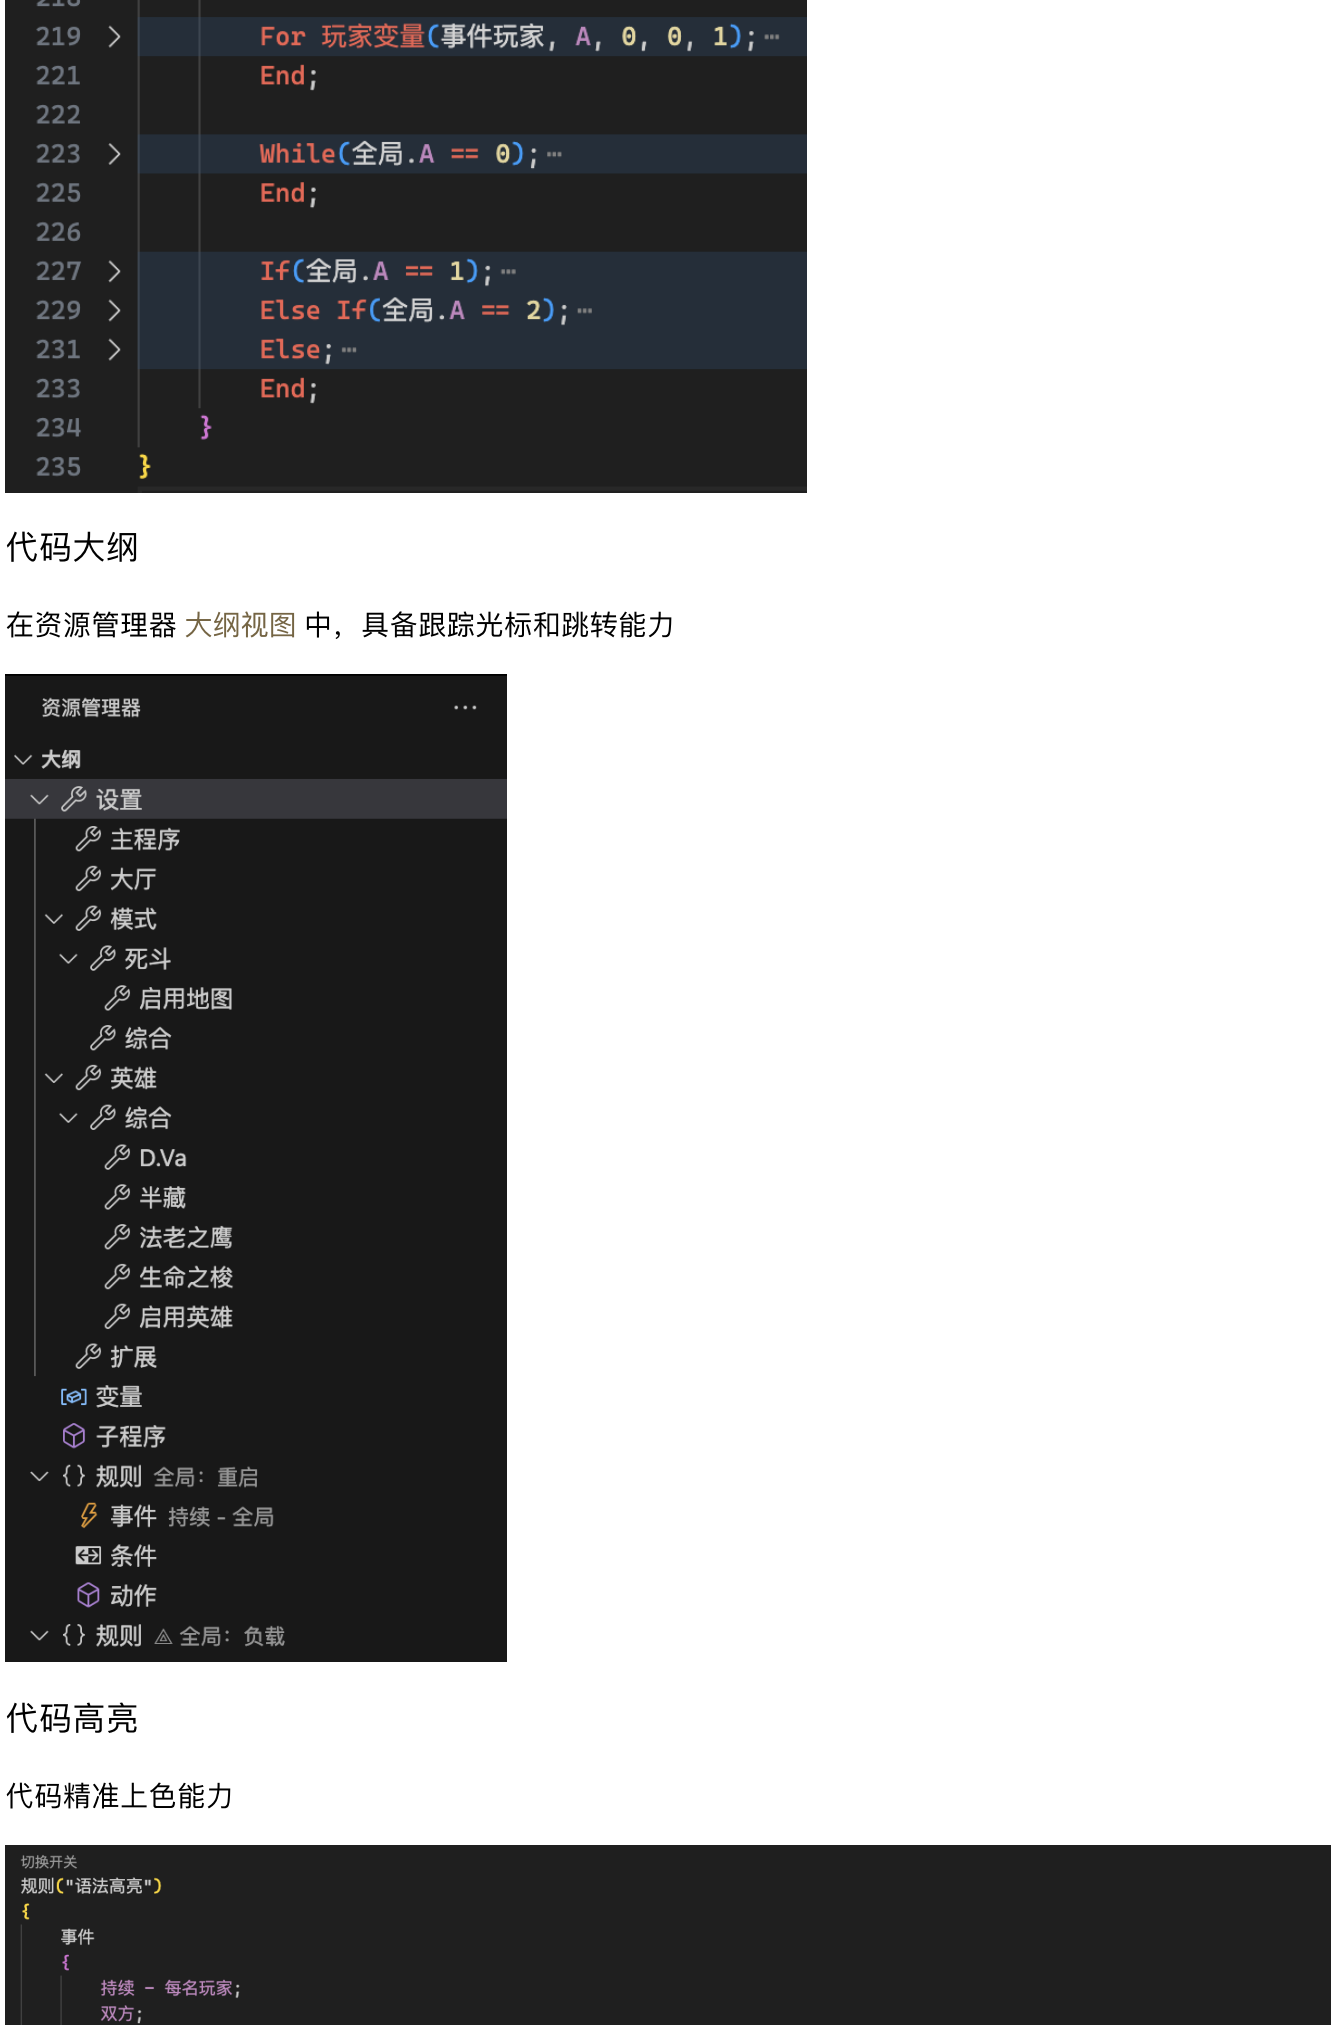 218
219 For 玩家变量(事件玩家, A, 0, 0, 1);…
221 End;
222
223 While(全局.A == 0);…
225 End;
226
227 If(全局.A == 1);…
229 Else If(全局.A == 2);…
231 Else;…
233 End;
234 }
235 }
代码大纲
在资源管理器 大纲视图 中，具备跟踪光标和跳转能力
资源管理器 …
大纲
设置
主程序
大厅
模式
死斗
启用地图
综合
英雄
综合
D.Va
半藏
法老之鹰
生命之梭
启用英雄
扩展
变量
子程序
{} 规则 全局：重启
事件 持续 - 全局
条件
动作
{} 规则 ⟁ 全局：负载
代码高亮
代码精准上色能力
切换开关
规则("语法高亮")
{
事件
{
持续 - 每名玩家;
双方;